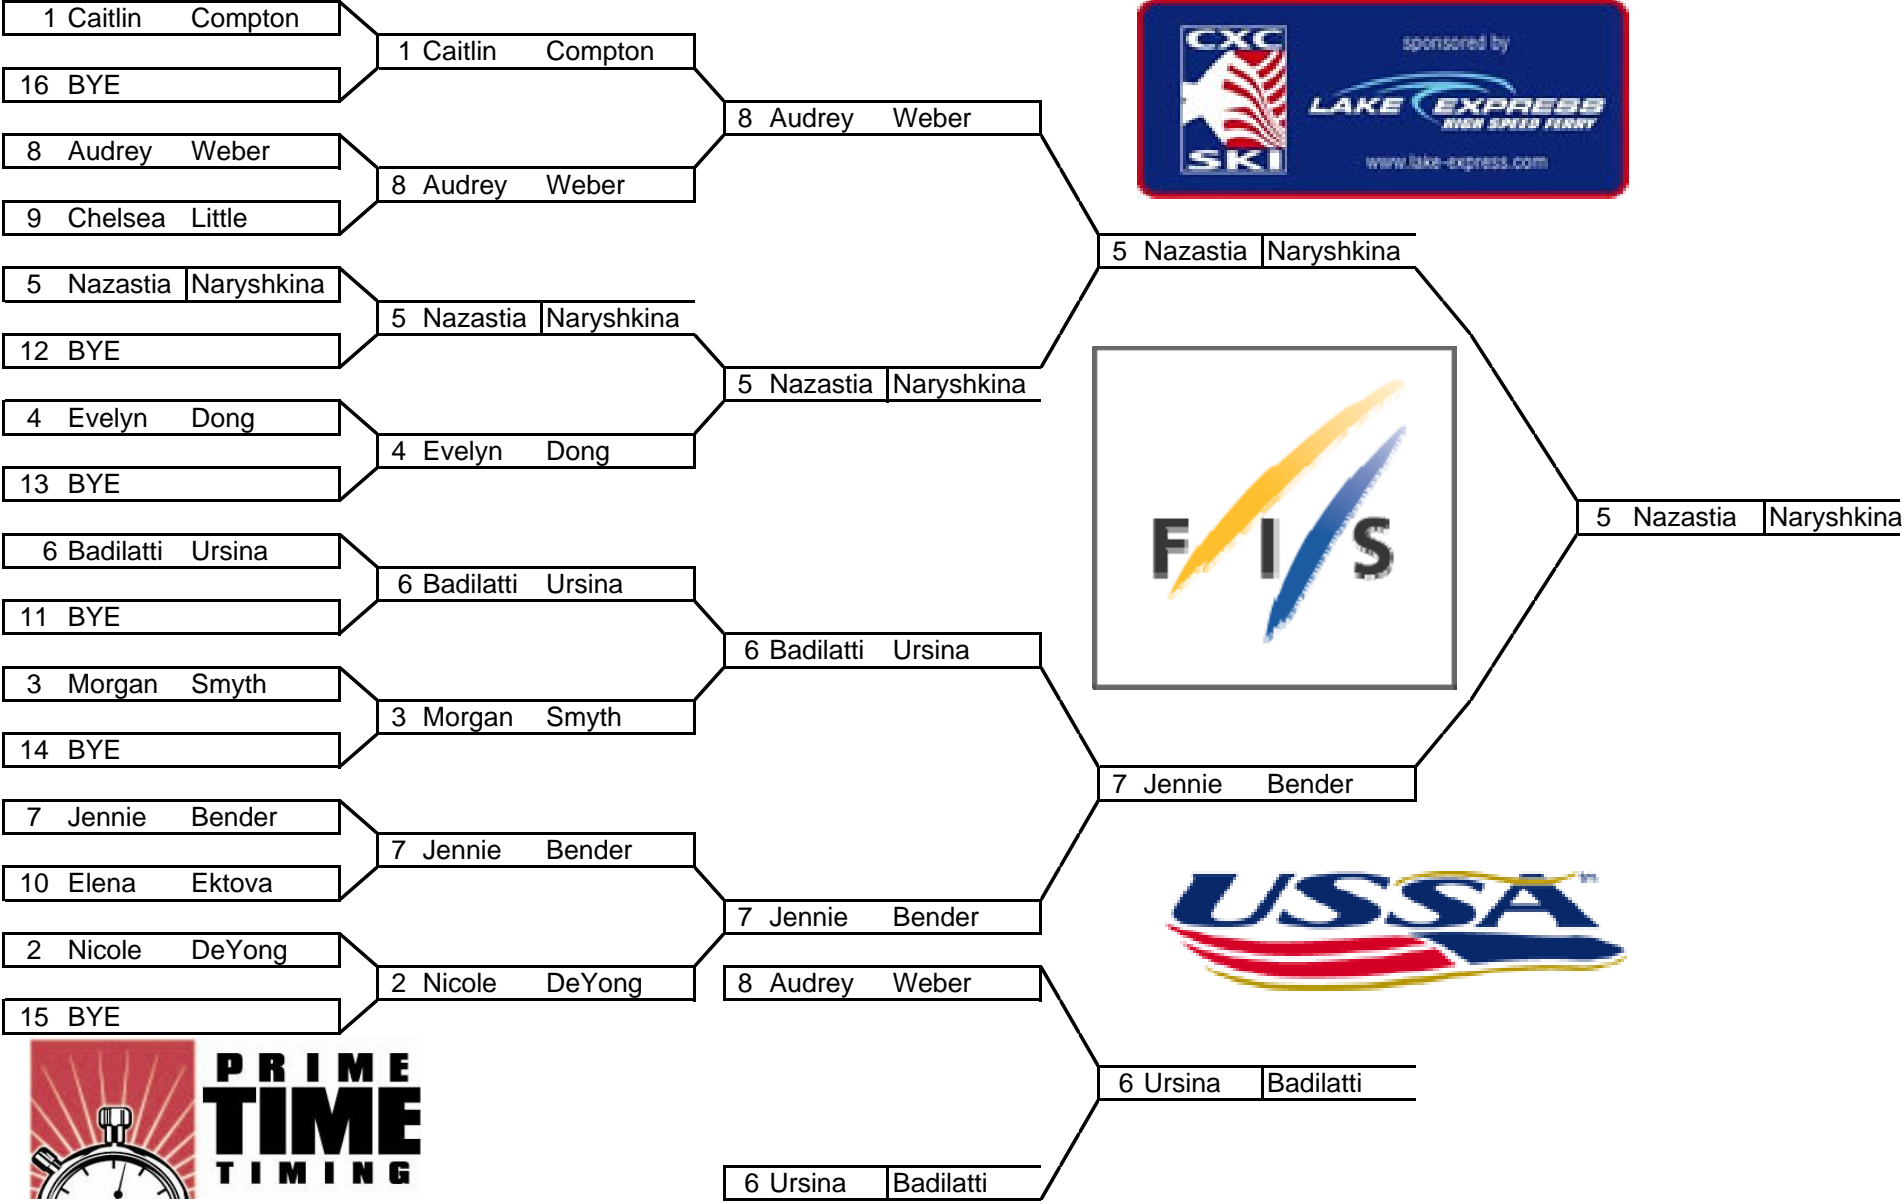 1 Caitlin Compton
16 BYE
8 Audrey Weber
9 Chelsea Little
5 Nazastia Naryshkina
12 BYE
4 Evelyn Dong
13 BYE
6 Badilatti Ursina
11 BYE
3 Morgan Smyth
14 BYE
7 Jennie Bender
10 Elena Ektova
2 Nicole DeYong
15 BYE
1 Caitlin Compton
8 Audrey Weber
5 Nazastia Naryshkina
4 Evelyn Dong
6 Badilatti Ursina
3 Morgan Smyth
7 Jennie Bender
2 Nicole DeYong
8 Audrey Weber
5 Nazastia Naryshkina
6 Badilatti Ursina
7 Jennie Bender
8 Audrey Weber
6 Ursina Badilatti
5 Nazastia Naryshkina
7 Jennie Bender
6 Ursina Badilatti
5 Nazastia Naryshkina
CXC
SKI
sponsored by
LAKE EXPRESS
HIGH SPEED FERRY
www.lake-express.com
FIS
USSA
PRIME
TIME
TIMING